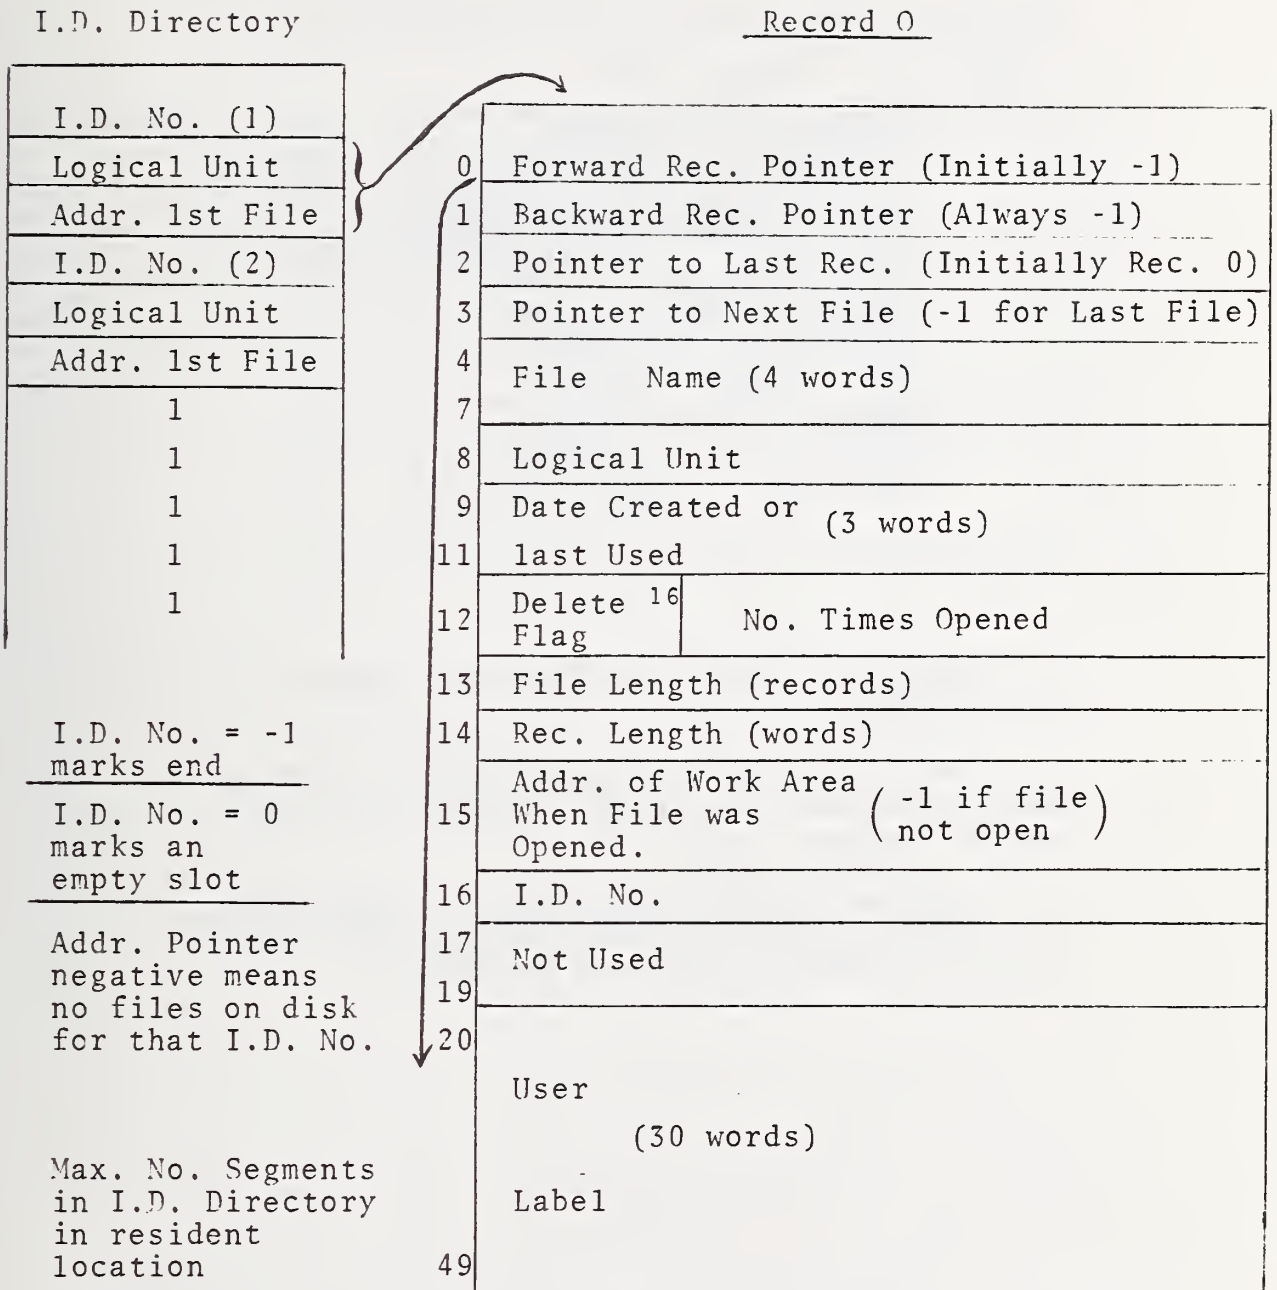 I.D. Directory
I.D. No. (1)
Logical Unit
Addr. 1st File
I.D. No. (2)
Logical Unit
Addr. 1st File
1
1
1
1
1
I.D. No. = -1
marks end
I.D. No. = 0
marks an
empty slot
Addr. Pointer
negative means
no files on disk
for that I.D. No.
Max. No. Segments
in I.D. Directory
in resident
location
Record 0
0 Forward Rec. Pointer (Initially -1)
1 Backward Rec. Pointer (Always -1)
2 Pointer to Last Rec. (Initially Rec. 0)
3 Pointer to Next File (-1 for Last File)
4
File Name (4 words)
7
8 Logical Unit
9 Date Created or (3 words)
11 last Used
12 Delete 16 No. Times Opened
Flag
13 File Length (records)
14 Rec. Length (words)
Addr. of Work Area
15 When File was (-1 if file
not open)
Opened.
16 I.D. No.
17
Not Used
19
20
User
(30 words)
Label
49